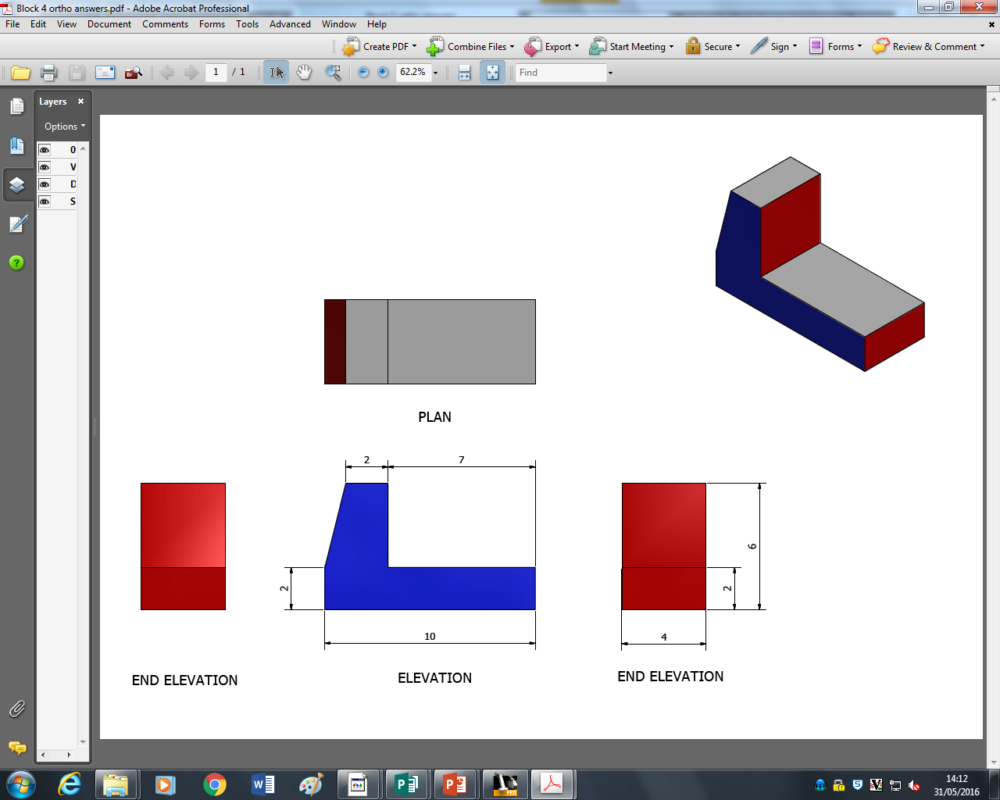 Block 4 ortho answers.pdf - Adobe Acrobat Professional
File Edit View Document Comments Forms Tools Advanced Window Help
Create PDF Combine Files Export Start Meeting Secure Sign Forms Review & Comment
1 / 1 62.2% Find
Layers
Options
0
V
D
S
PLAN
2 7
6
2
2
10
4
END ELEVATION
ELEVATION
END ELEVATION
14:12
31/05/2016